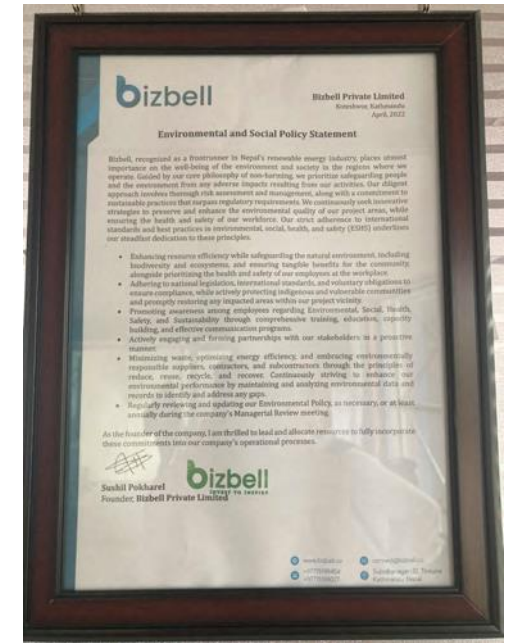 bizbell
Bizbell Private Limited
Koteshwor, Kathmandu
April, 2022
Environmental and Social Policy Statement
Bizbell, recognized as a frontrunner in Nepal's renewable energy industry, places utmost
importance on the well-being of the environment and society in the regions where we
operate. Guided by our core philosophy of non-harming, we prioritize safeguarding people
and the environment from any adverse impacts resulting from our activities. Our diligent
approach involves thorough risk assessment and management, along with a commitment to
sustainable practices that surpass regulatory requirements. We continuously seek innovative
strategies to preserve and enhance the environmental quality of our project areas, while
ensuring the health and safety of our workforce. Our strict adherence to international
standards and best practices in environmental, social, health, and safety (ESHS) underlines
our steadfast dedication to these principles.
• Enhancing resource efficiency while safeguarding the natural environment, including
biodiversity and ecosystems, and ensuring tangible benefits for the community,
alongside prioritizing the health and safety of our employees at the workplace.
• Adhering to national legislation, international standards, and voluntary obligations to
ensure compliance, while actively protecting indigenous and vulnerable communities
and promptly restoring any impacted areas within our project vicinity.
• Promoting awareness among employees regarding Environmental, Social, Health,
Safety, and Sustainability through comprehensive training, education, capacity
building, and effective communication programs.
• Actively engaging and forming partnerships with our stakeholders in a proactive
manner.
• Minimizing waste, optimizing energy efficiency, and embracing environmentally
responsible suppliers, contractors, and subcontractors through the principles of
reduce, reuse, recycle, and recover. Continuously striving to enhance our
environmental performance by maintaining and analyzing environmental data and
records to identify and address any gaps.
• Regularly reviewing and updating our Environmental Policy, as necessary, or at least
annually during the company's Managerial Review meeting.
As the founder of the company, I am thrilled to lead and allocate resources to fully incorporate
these commitments into our company's operational processes.
bizbell
INVEST TO INSPIRE
Sushil Pokharel
Founder, Bizbell Private Limited
Kathmandu, Nepal